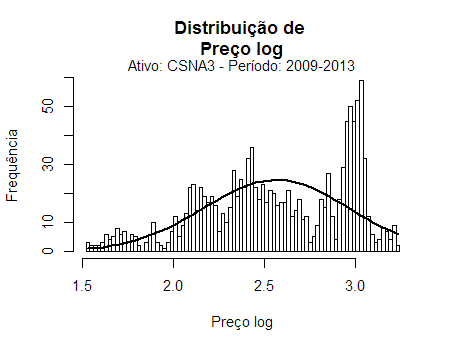 Distribuição de
Preço log
Ativo: CSNA3 - Período: 2009-2013
Frequência
50
30
10
0
1.5 2.0 2.5 3.0
Preço log